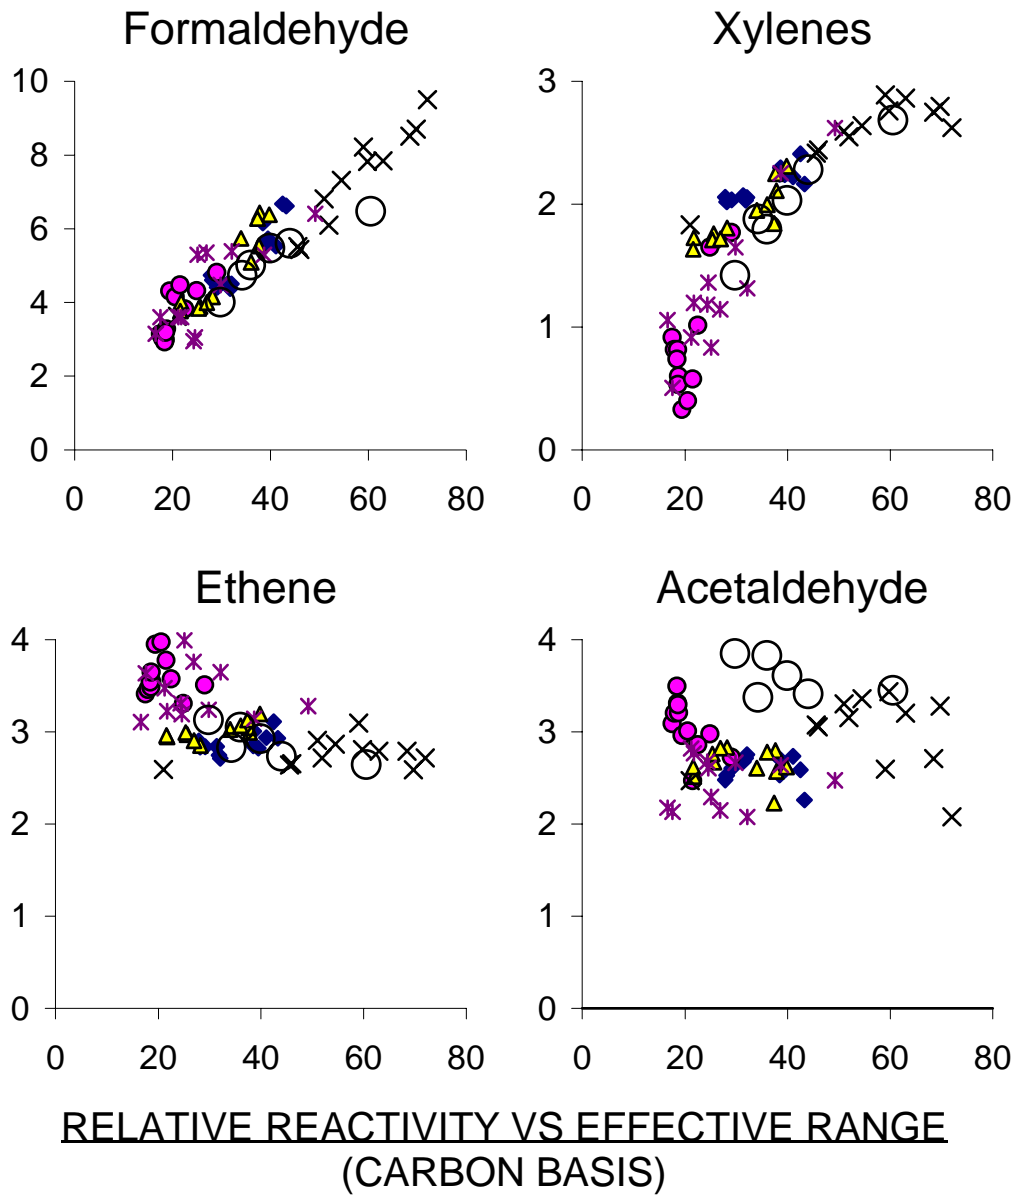 Formaldehyde
Xylenes
10
8
6
4
2
0
0 20 40 60 80
3
2
1
0
0 20 40 60 80
Ethene
Acetaldehyde
4
3
2
1
0
0 20 40 60 80
4
3
2
1
0
0 20 40 60 80
RELATIVE REACTIVITY VS EFFECTIVE RANGE
(CARBON BASIS)